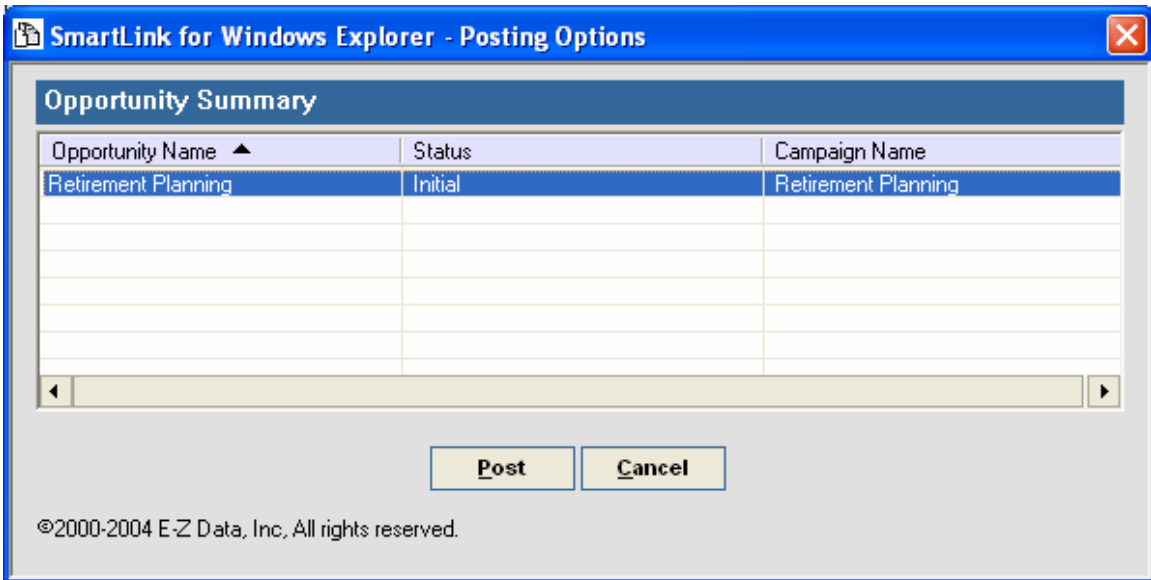 SmartLink for Windows Explorer - Posting Options
Opportunity Summary
Opportunity Name Status Campaign Name
Retirement Planning Initial Retirement Planning
Post Cancel
©2000-2004 E-Z Data, Inc, All rights reserved.